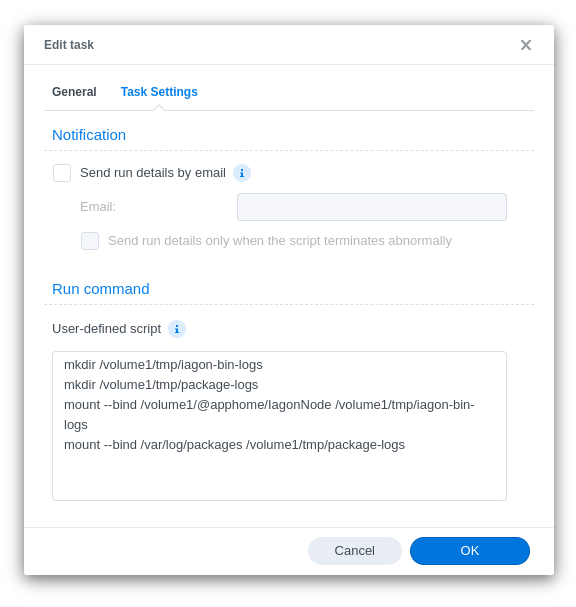 Edit task
General Task Settings
Notification
Send run details by email
Email:
Send run details only when the script terminates abnormally
Run command
User-defined script
mkdir /volume1/tmp/iagon-bin-logs
mkdir /volume1/tmp/package-logs
mount --bind /volume1/@apphome/IagonNode /volume1/tmp/iagon-bin-
logs
mount --bind /var/log/packages /volume1/tmp/package-logs
Cancel OK